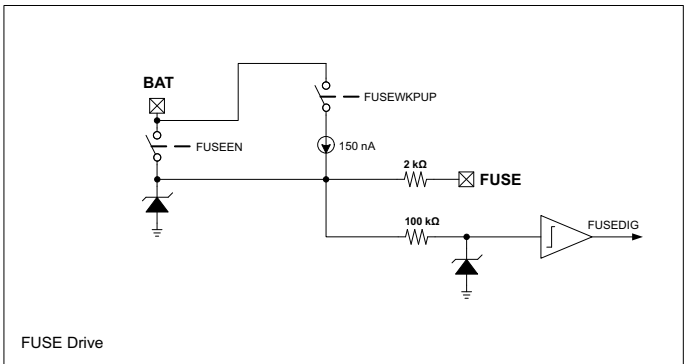 BAT
FUSEWKPUP
FUSEEN
150 nA
2 kΩ
FUSE
100 kΩ
FUSEDIG
FUSE Drive